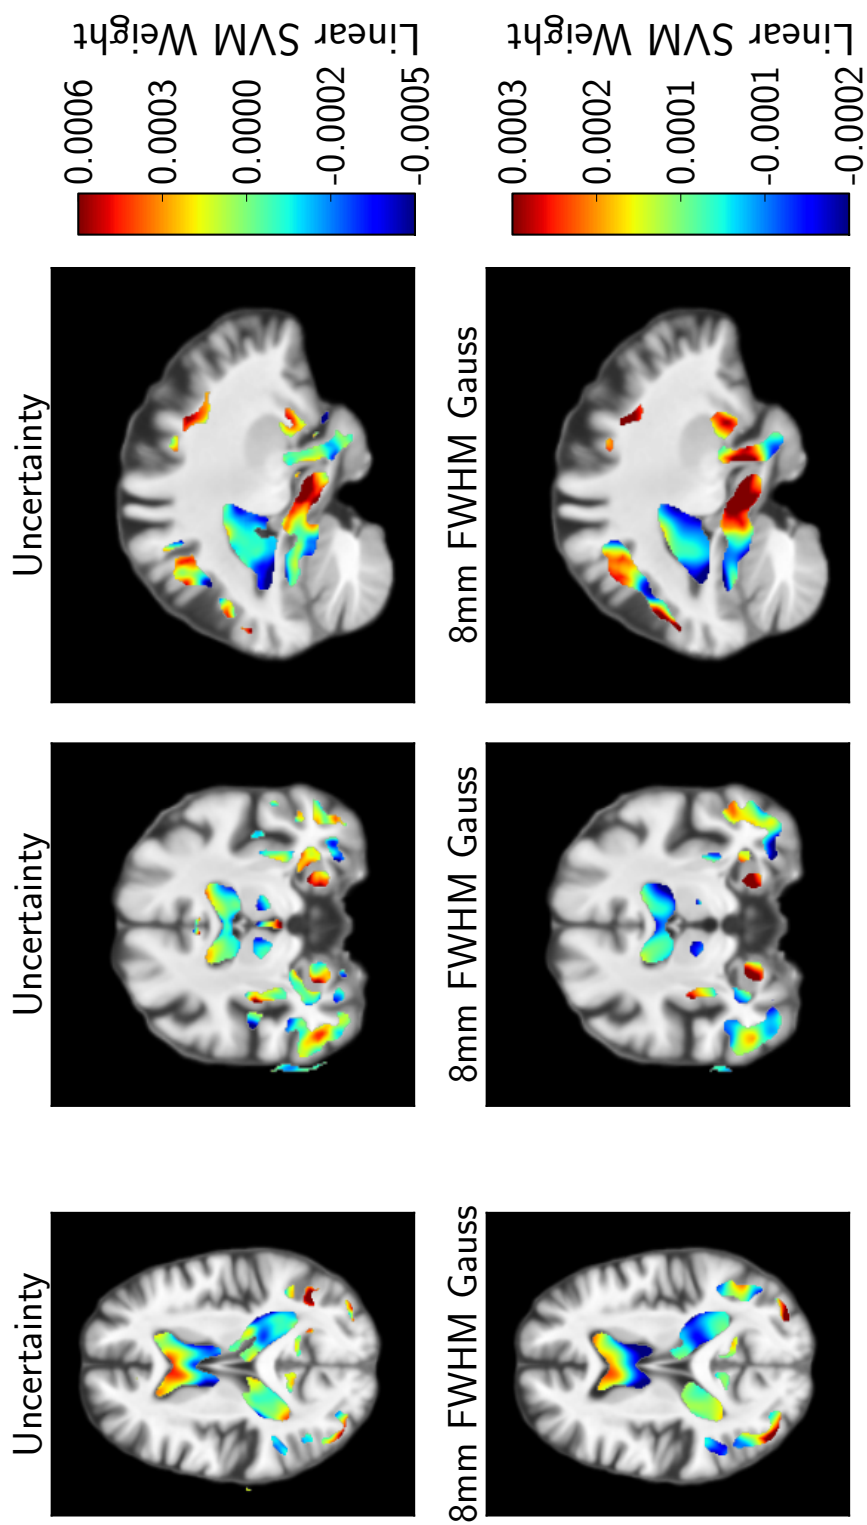 Uncertainty
Uncertainty
Uncertainty
0.0006
0.0003
0.0000
-0.0002
-0.0005
Linear SVM Weight
8mm FWHM Gauss
8mm FWHM Gauss
8mm FWHM Gauss
0.0003
0.0002
0.0001
-0.0001
-0.0002
Linear SVM Weight